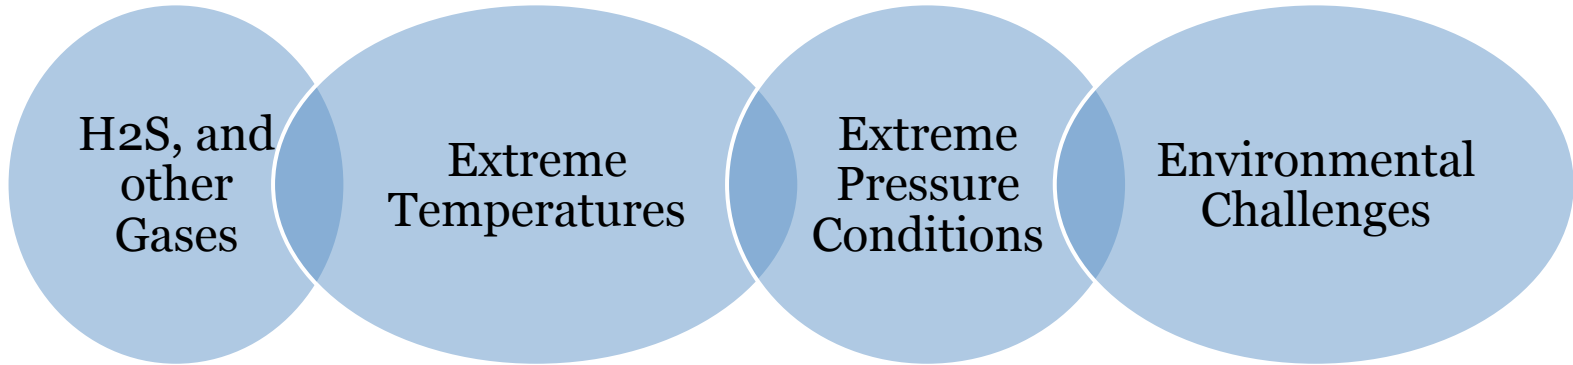 H2S, and
other
Gases
Extreme
Temperatures
Extreme
Pressure
Conditions
Environmental
Challenges